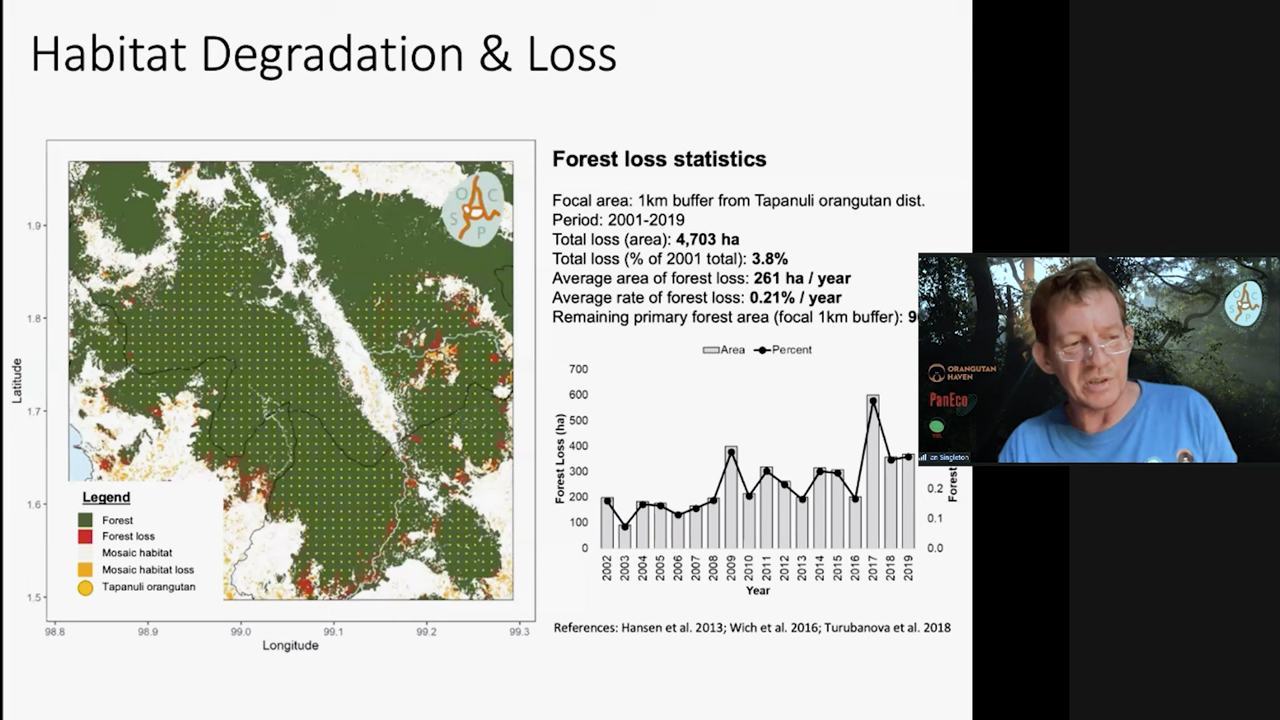 Habitat Degradation & Loss
1.9
1.8
1.7
1.6
1.5
Latitude
98.8
98.9
99.0
99.1
99.2
99.3
Longitude
O C
S P
Legend
Forest
Forest loss
Mosaic habitat
Mosaic habitat loss
Tapanuli orangutan
Forest loss statistics
Focal area: 1km buffer from Tapanuli orangutan dist.
Period: 2001-2019
Total loss (area): 4,703 ha
Total loss (% of 2001 total): 3.8%
Average area of forest loss: 261 ha / year
Average rate of forest loss: 0.21% / year
Remaining primary forest area (focal 1km buffer): 9
Area Percent
700
600
500
400
300
200
100
0
Forest Loss (ha)
0.2
0.1
0.0
Forest
2002
2003
2004
2005
2006
2007
2008
2009
2010
2011
2012
2013
2014
2015
2016
2017
2018
2019
Year
References: Hansen et al. 2013; Wich et al. 2016; Turubanova et al. 2018
O C
S P
ORANGUTAN
HAVEN
PanEco
Ian Singleton